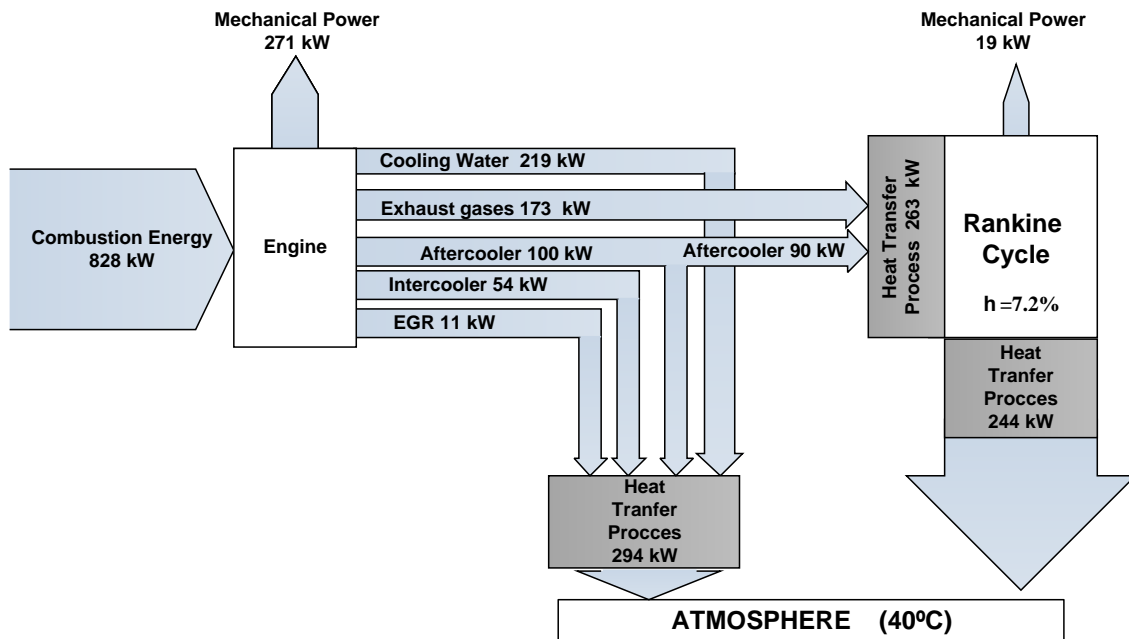 Mechanical Power
271 kW
Mechanical Power
19 kW
Cooling Water 219 kW
Exhaust gases 173 kW
Combustion Energy
828 kW
Engine
Aftercooler 100 kW
Aftercooler 90 kW
Intercooler 54 kW
EGR 11 kW
Heat Transfer
Process 263 kW
Rankine
Cycle
h =7.2%
Heat
Tranfer
Procces
244 kW
Heat
Tranfer
Procces
294 kW
ATMOSPHERE (40ºC)